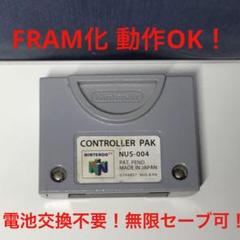 FRAM化 動作OK！
Nintendo
CONTROLLER PAK
NINTENDO 64
NUS-004
PAT. PEND.
MADE IN JAPAN
電池交換不要！無限セーブ可！